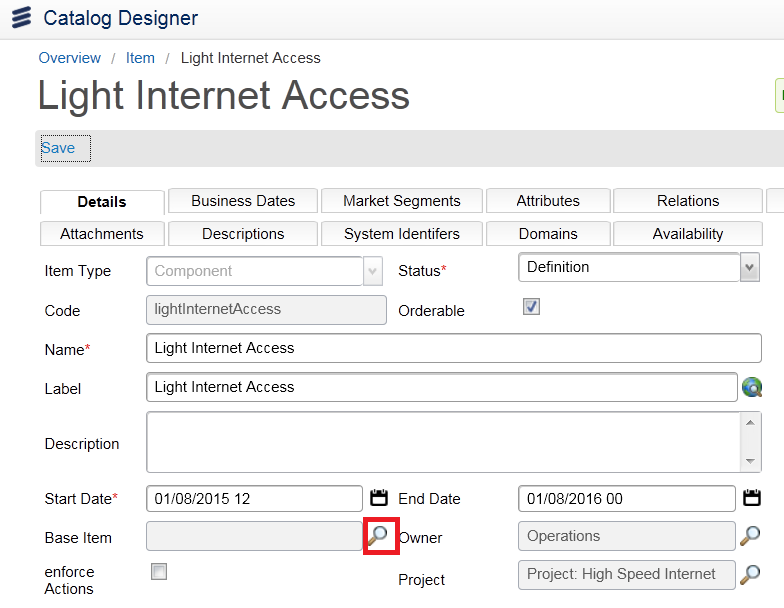 Catalog Designer
Overview / Item / Light Internet Access
Light Internet Access
Save
Details Business Dates Market Segments Attributes Relations
Attachments Descriptions System Identifers Domains Availability
Item Type Component Status* Definition
Code lightInternetAccess Orderable
Name* Light Internet Access
Label Light Internet Access
Description
Start Date* 01/08/2015 12 End Date 01/08/2016 00
Base Item Owner Operations
enforce
Actions Project Project: High Speed Internet